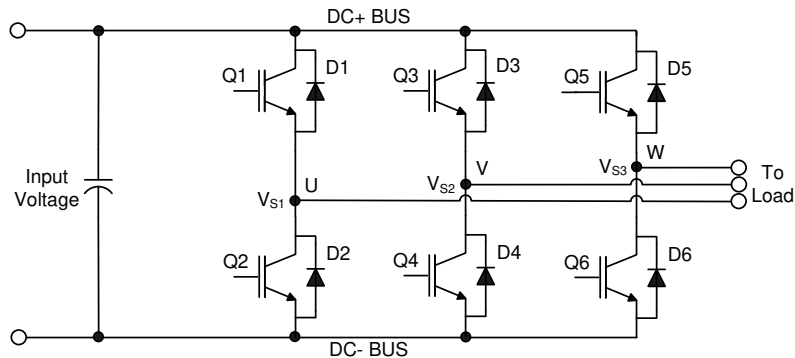 DC+ BUS
Q1
D1
Q3
D3
Q5
D5
Input
Voltage
U
V
W
VS1
VS2
VS3
To
Load
Q2
D2
Q4
D4
Q6
D6
DC- BUS